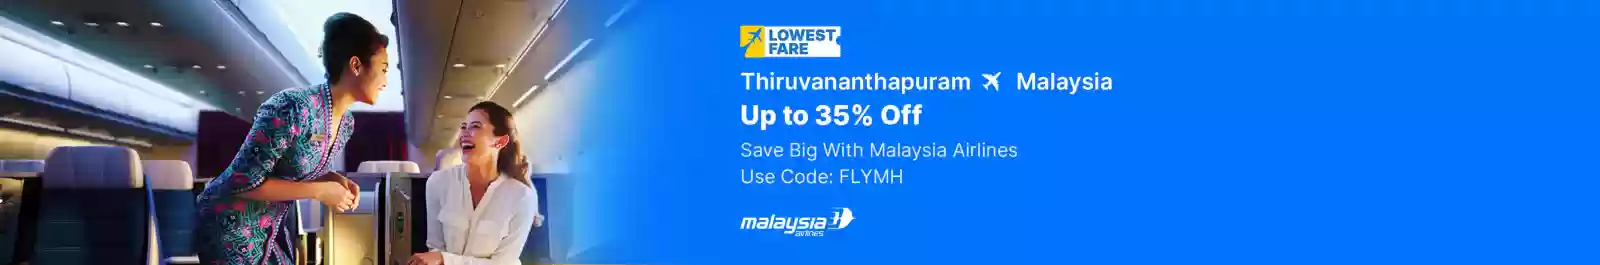 LOWEST
FARE
Thiruvananthapuram Malaysia
Up to 35% Off
Save Big With Malaysia Airlines
Use Code: FLYMH
malaysia
airlines